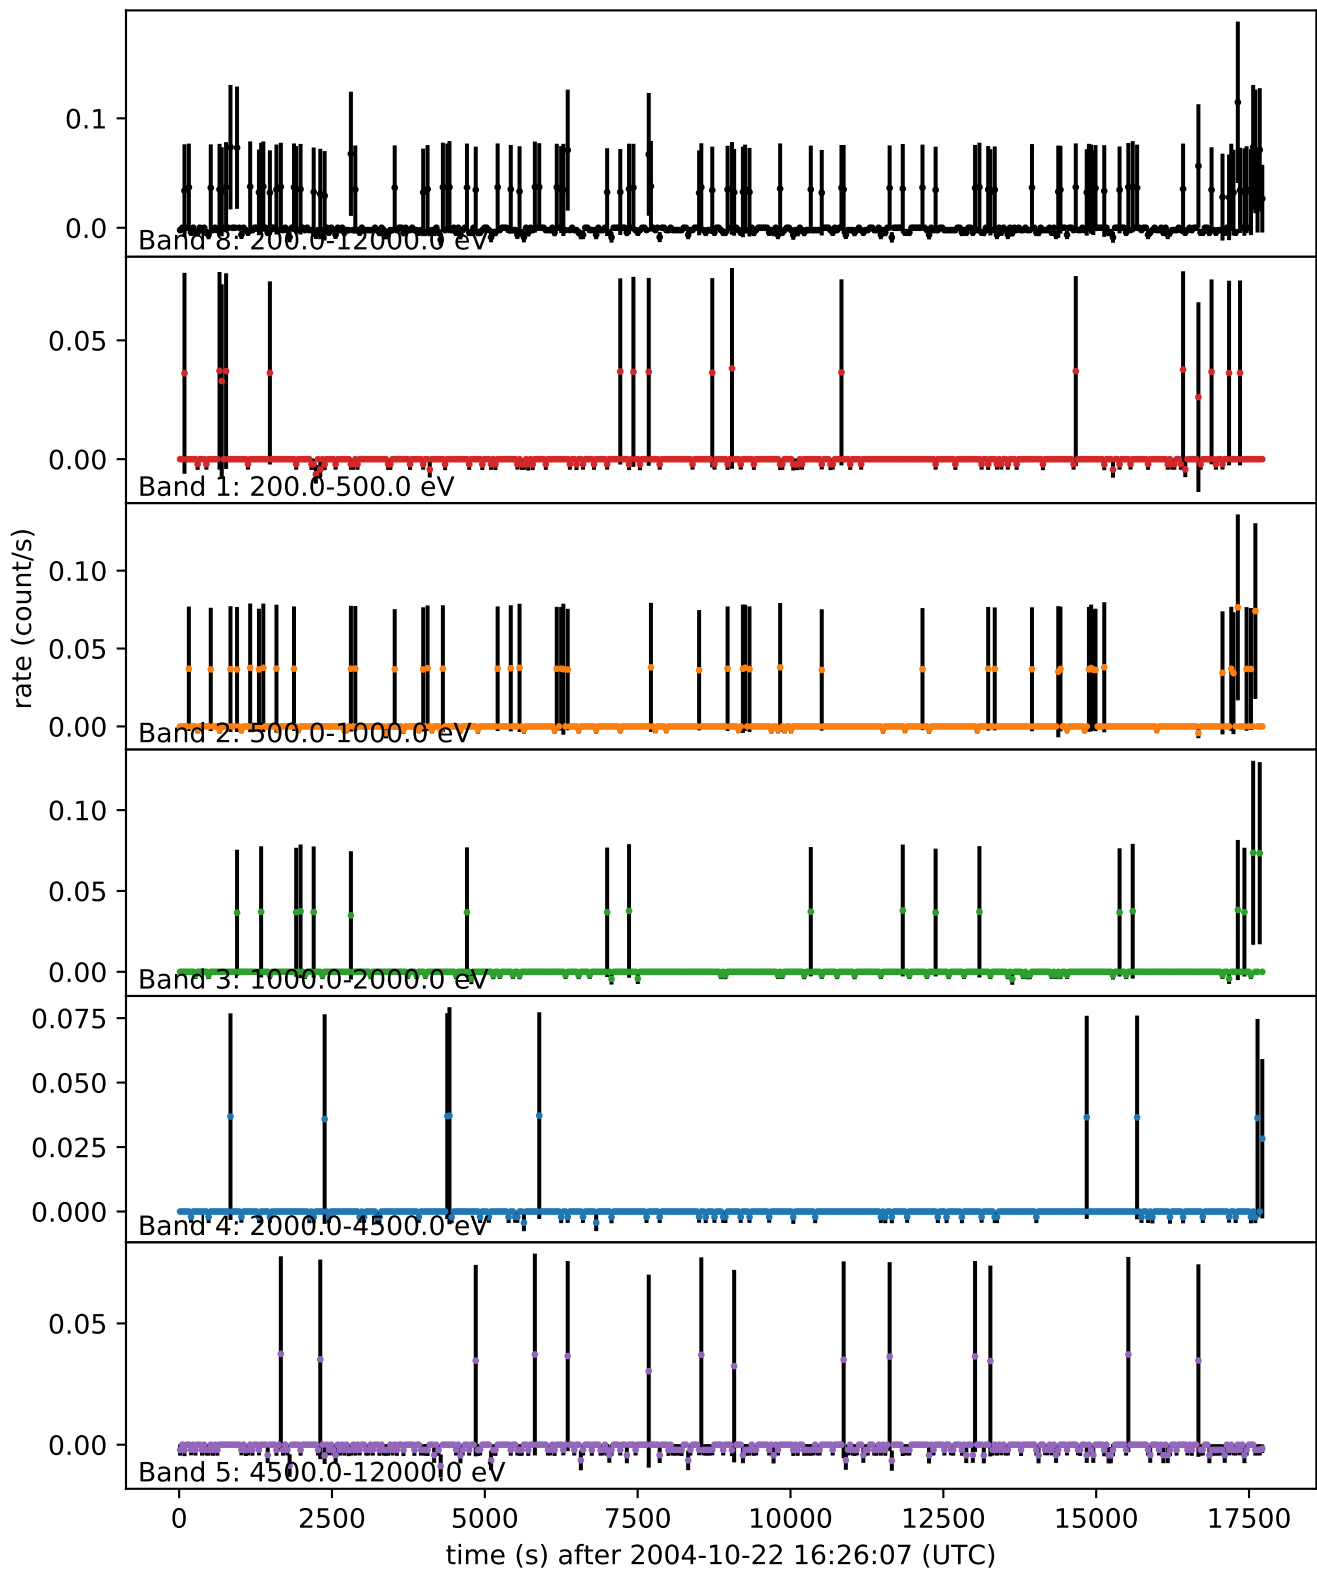 0.1
0.0
Band 8: 200.0-12000.0 eV
0.05
0.00
Band 1: 200.0-500.0 eV
rate (count/s)
0.10
0.05
0.00
Band 2: 500.0-1000.0 eV
0.10
0.05
0.00
Band 3: 1000.0-2000.0 eV
0.075
0.050
0.025
0.000
Band 4: 2000.0-4500.0 eV
0.05
0.00
Band 5: 4500.0-12000.0 eV
0 2500 5000 7500 10000 12500 15000 17500
time (s) after 2004-10-22 16:26:07 (UTC)